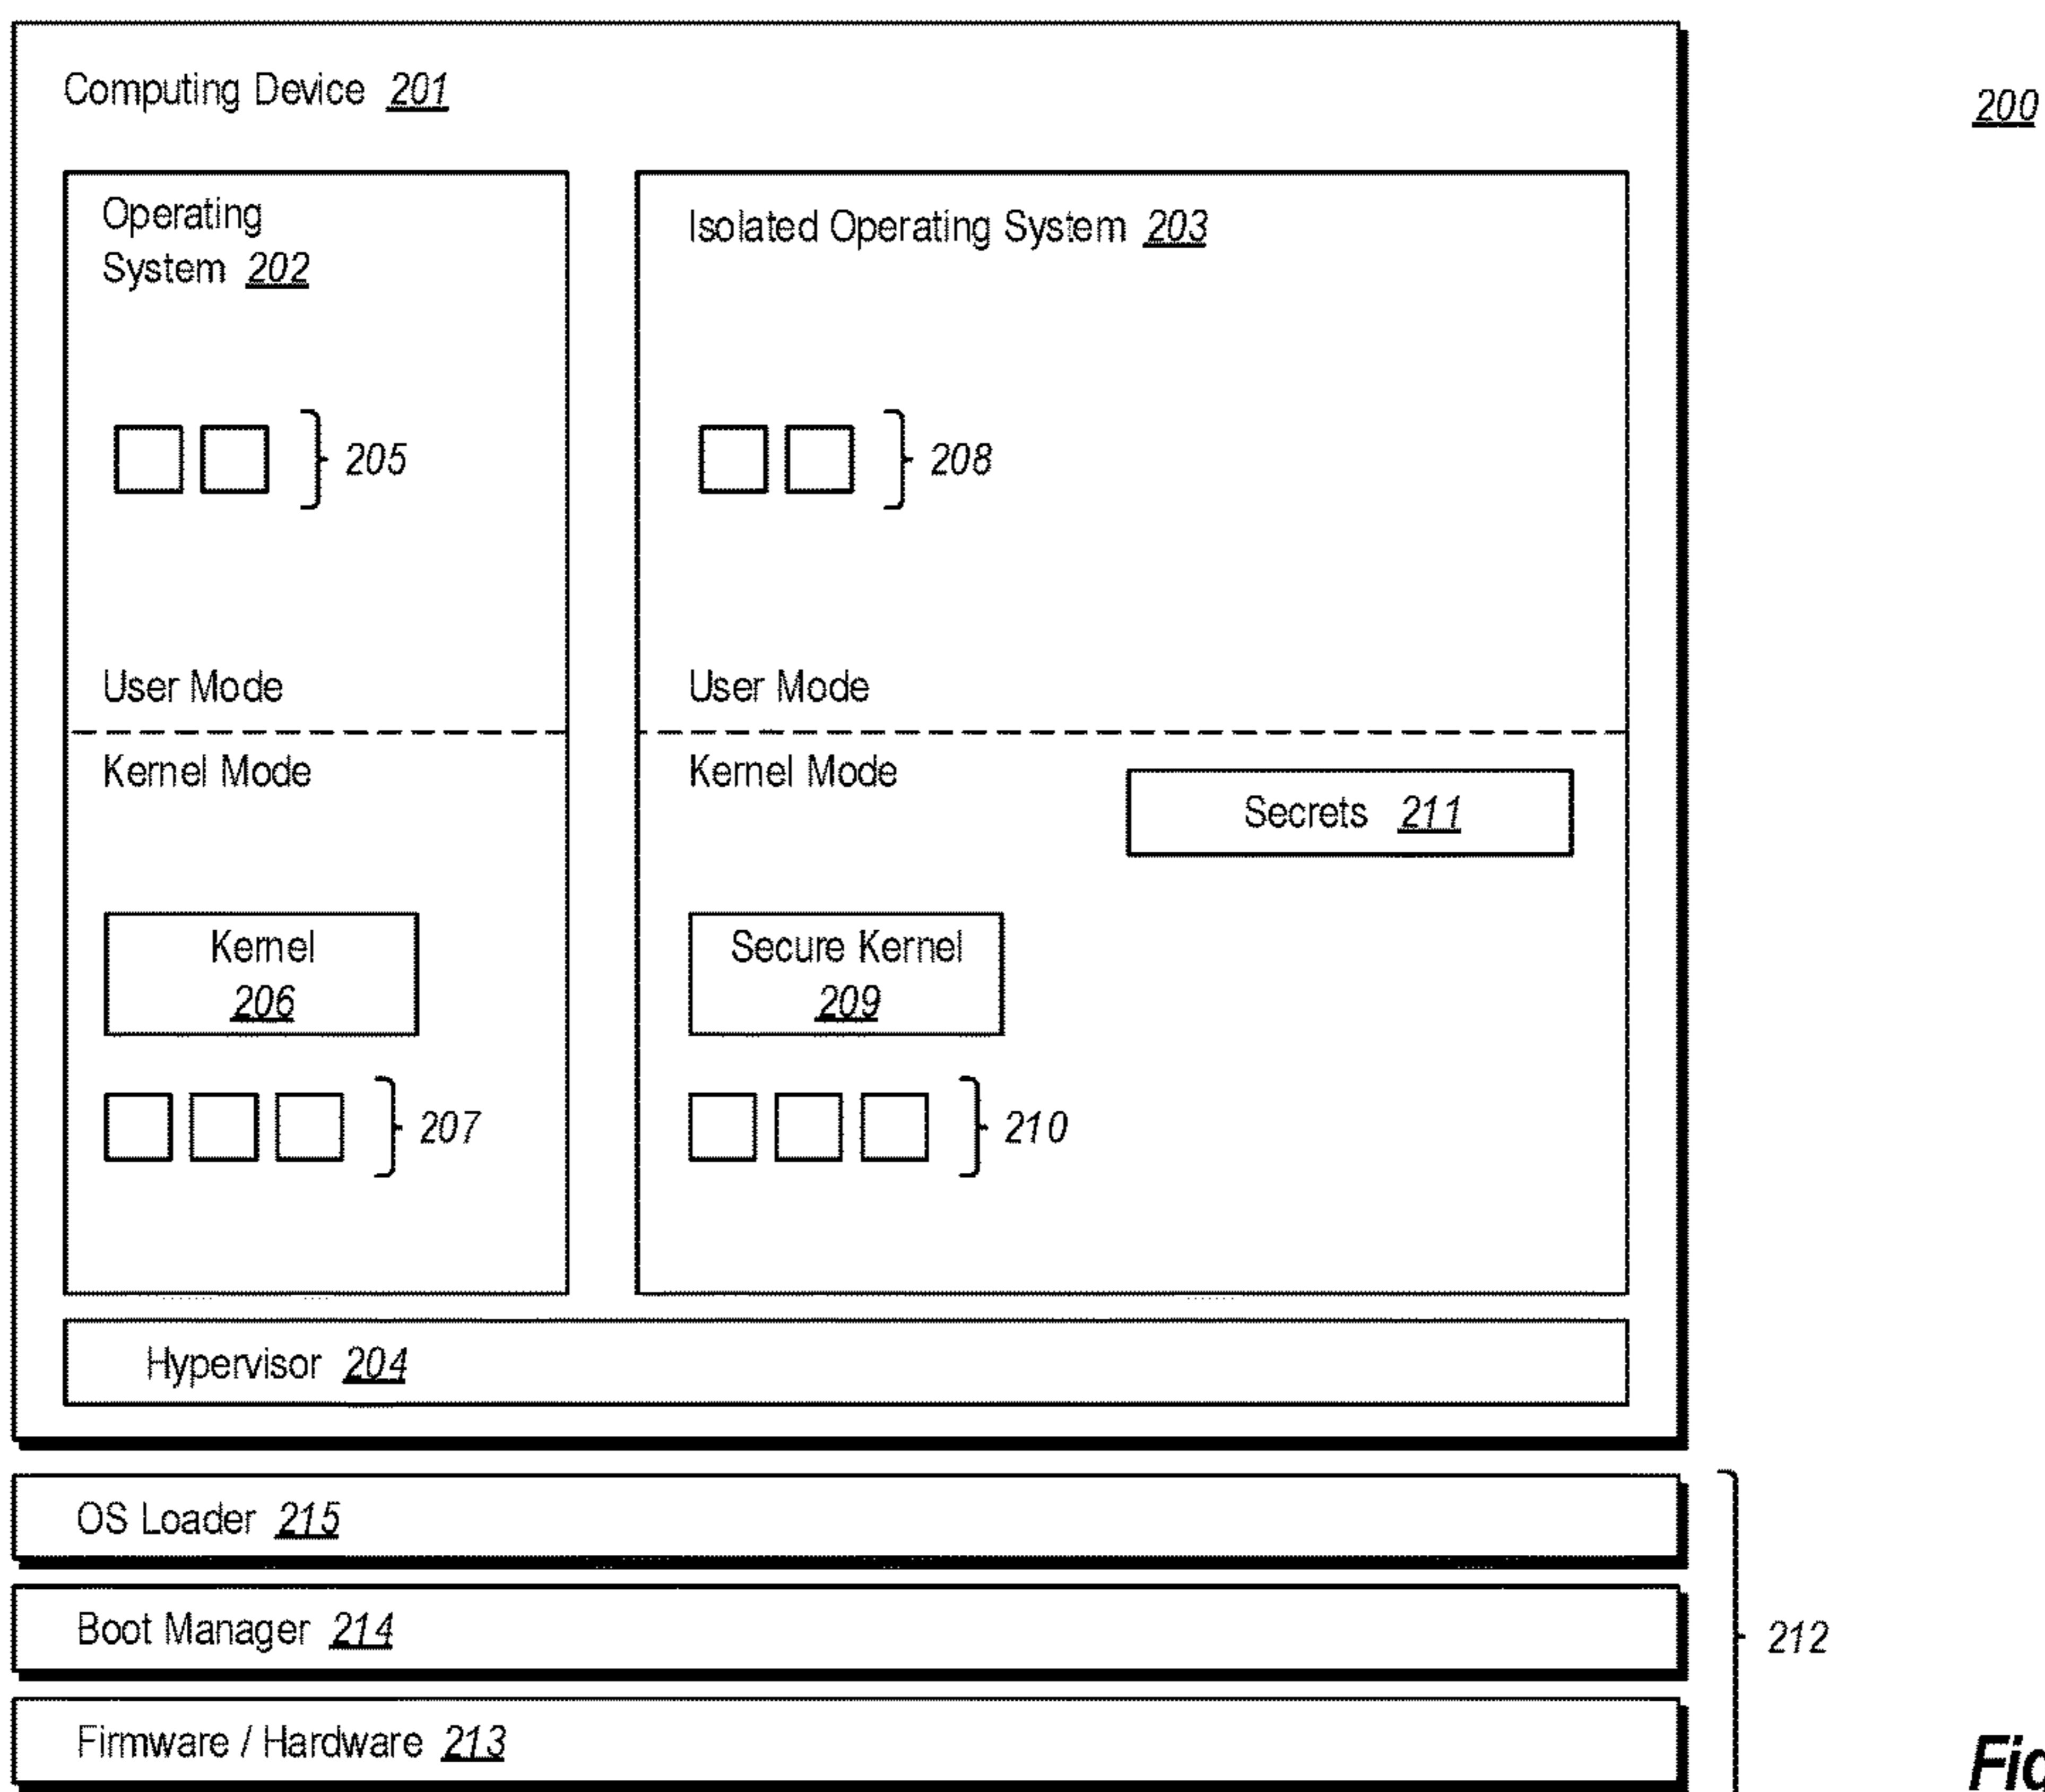 Computing Device 201
200
Operating
System 202
Isolated Operating System 203
205
208
User Mode
User Mode
Kernel Mode
Kernel Mode
Secrets 211
Kernel
206
Secure Kernel
209
207
210
Hypervisor 204
OS Loader 215
Boot Manager 214
212
Firmware / Hardware 213